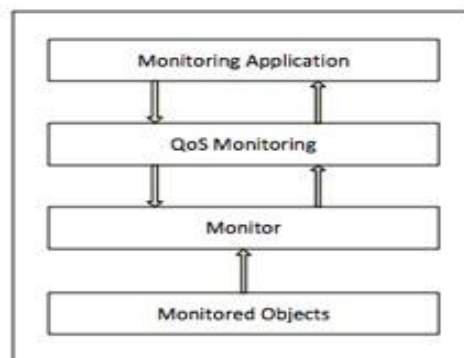 Monitoring Application
QoS Monitoring
Monitor
Monitored Objects